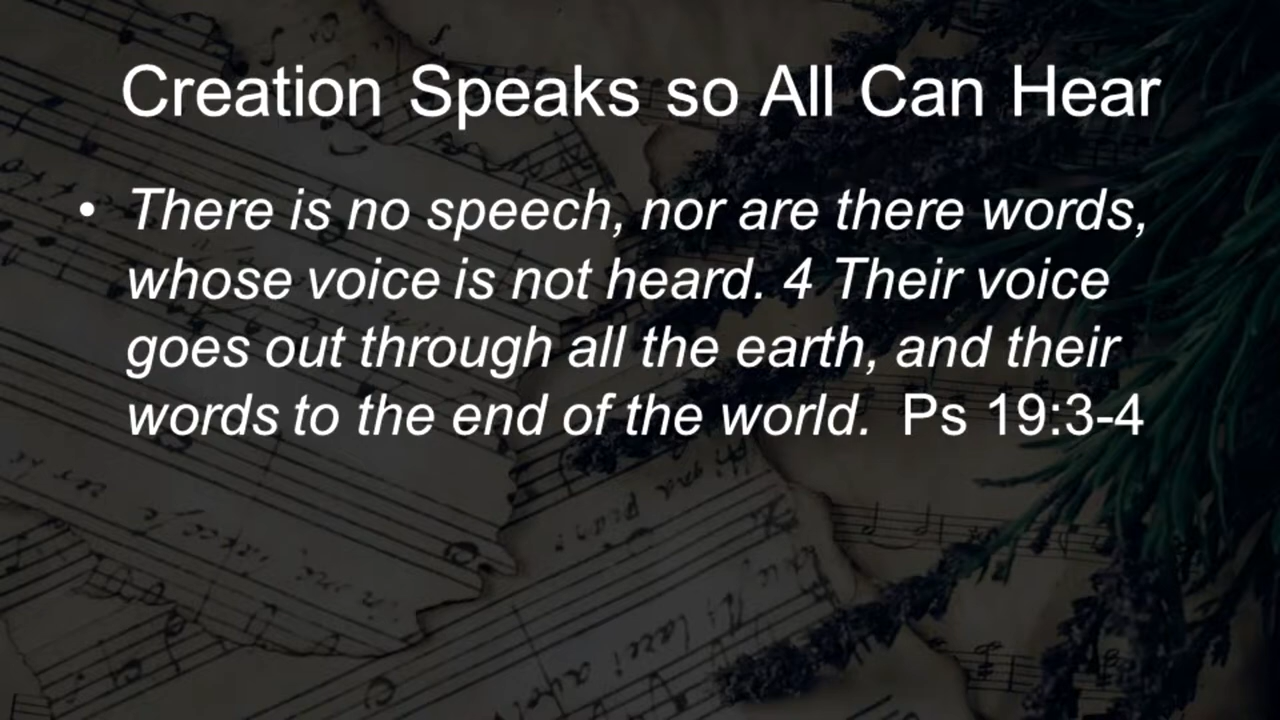 Creation Speaks so All Can Hear
• There is no speech, nor are there words,
whose voice is not heard. 4 Their voice
goes out through all the earth, and their
words to the end of the world. Ps 19:3-4